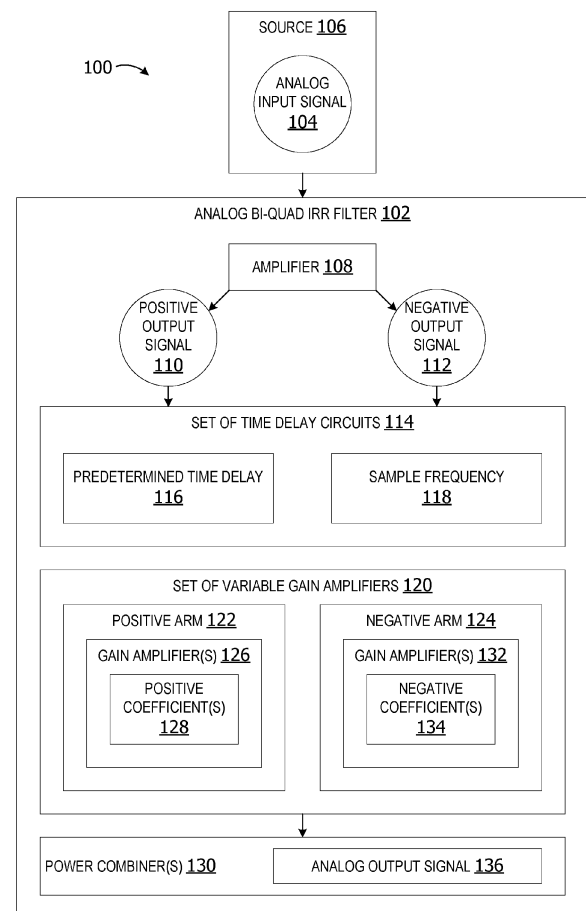 SOURCE 106
100
ANALOG
INPUT SIGNAL
104
ANALOG BI-QUAD IRR FILTER 102
AMPLIFIER 108
POSITIVE
OUTPUT
SIGNAL
110
NEGATIVE
OUTPUT
SIGNAL
112
SET OF TIME DELAY CIRCUITS 114
PREDETERMINED TIME DELAY
116
SAMPLE FREQUENCY
118
SET OF VARIABLE GAIN AMPLIFIERS 120
POSITIVE ARM 122
GAIN AMPLIFIER(S) 126
POSITIVE
COEFFICIENT(S)
128
NEGATIVE ARM 124
GAIN AMPLIFIER(S) 132
NEGATIVE
COEFFICIENT(S)
134
POWER COMBINER(S) 130
ANALOG OUTPUT SIGNAL 136